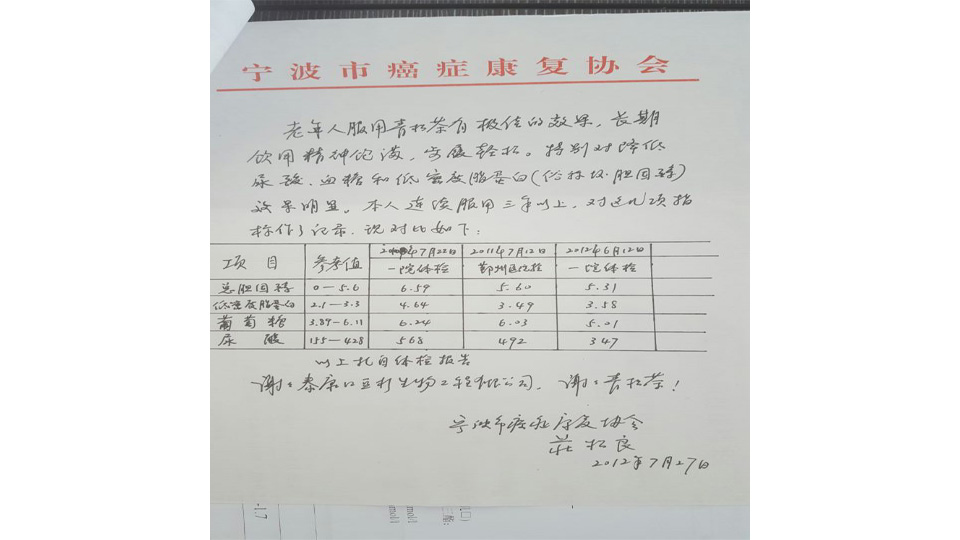 宁波市癌症康复协会
老年人服用青松茶有极佳的效果，长期
饮用精神饱满，步履轻松。特别对降低
尿酸、血糖和低密度脂蛋白(俗称坏胆固醇)
效果明显。本人连续服用三年以上，对这几项指
标作了记录，现对比如下：
项目 参考值 年7月22日 2011年7月12日 2012年6月12日
一院体检 鄞州医院检 一院体检
总胆固醇 0—5.6 6.59 5.60 5.31
低密度脂蛋白 2.1—3.3 4.64 3.49 3.58
葡萄糖 3.89—6.11 6.24 6.03 5.01
尿酸 155—428 568 492 347
以上扎自体检报告
谢谢泰康 生物工程有限公司，谢谢青松茶！
宁波市癌症康复协会
莊松良
2012年7月27日
-1.7
mmol/l
mmol/l